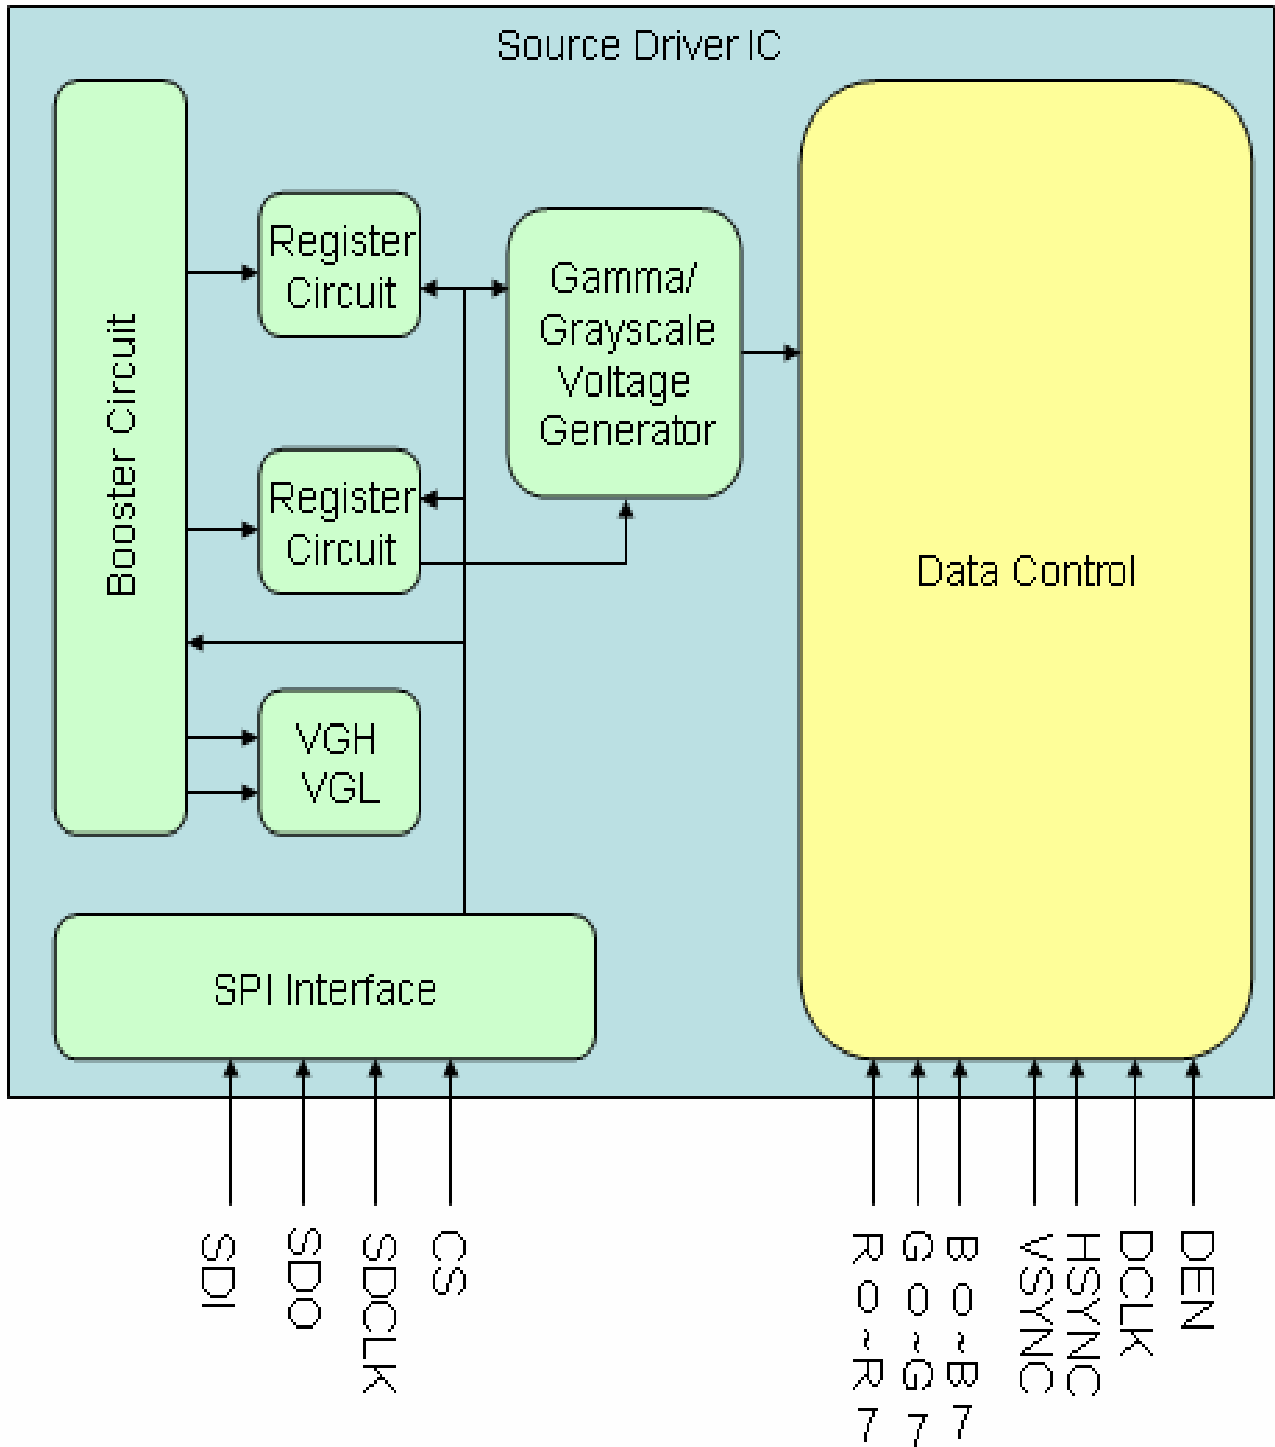 Source Driver IC
Register
Circuit
Gamma/
Grayscale
Voltage
Generator
Booster Circuit
Register
Circuit
Data Control
VGH
VGL
SPI Interface
SDI
SDO
SDCLK
CS
R0~R7
G0~G7
B0~B7
VSYNC
HSYNC
DCLK
DEN